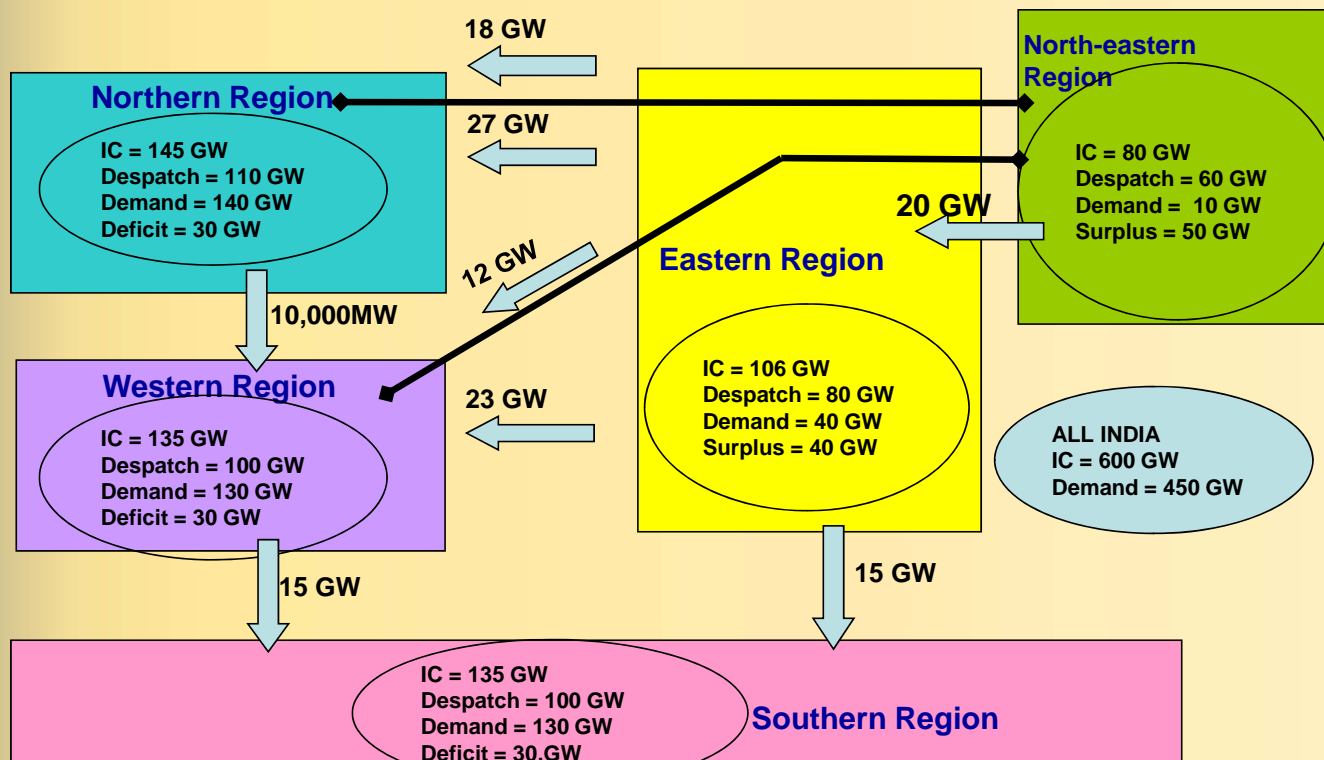 18 GW
North-eastern
Region
Northern Region
27 GW
IC = 145 GW
Despatch = 110 GW
Demand = 140 GW
Deficit = 30 GW
IC = 80 GW
Despatch = 60 GW
Demand = 10 GW
Surplus = 50 GW
20 GW
12 GW
Eastern Region
10,000MW
IC = 106 GW
Despatch = 80 GW
Demand = 40 GW
Surplus = 40 GW
Western Region
23 GW
IC = 135 GW
Despatch = 100 GW
Demand = 130 GW
Deficit = 30 GW
ALL INDIA
IC = 600 GW
Demand = 450 GW
15 GW
15 GW
IC = 135 GW
Despatch = 100 GW
Demand = 130 GW
Deficit = 30.GW
Southern Region